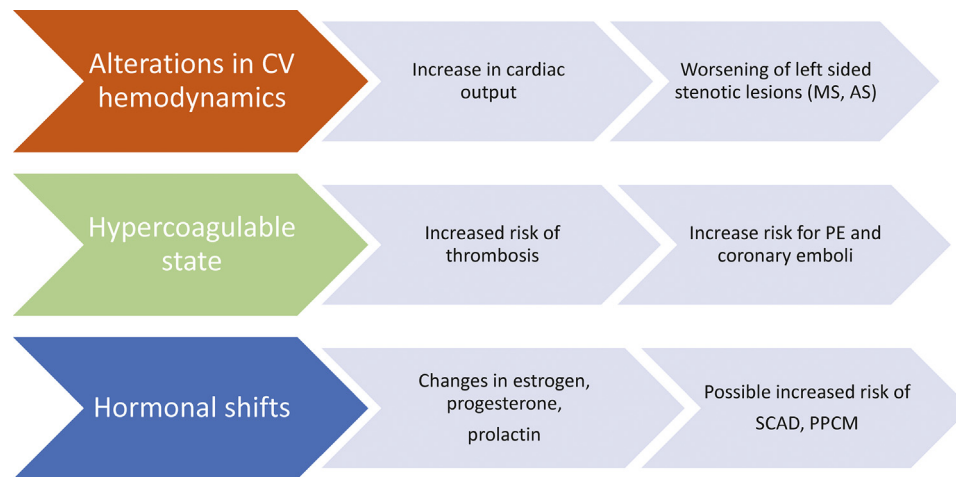 Alterations in CV
hemodynamics
Increase in cardiac
output
Worsening of left sided
stenotic lesions (MS, AS)
Hypercoagulable
state
Increased risk of
thrombosis
Increase risk for PE and
coronary emboli
Hormonal shifts
Changes in estrogen,
progesterone,
prolactin
Possible increased risk of
SCAD, PPCM